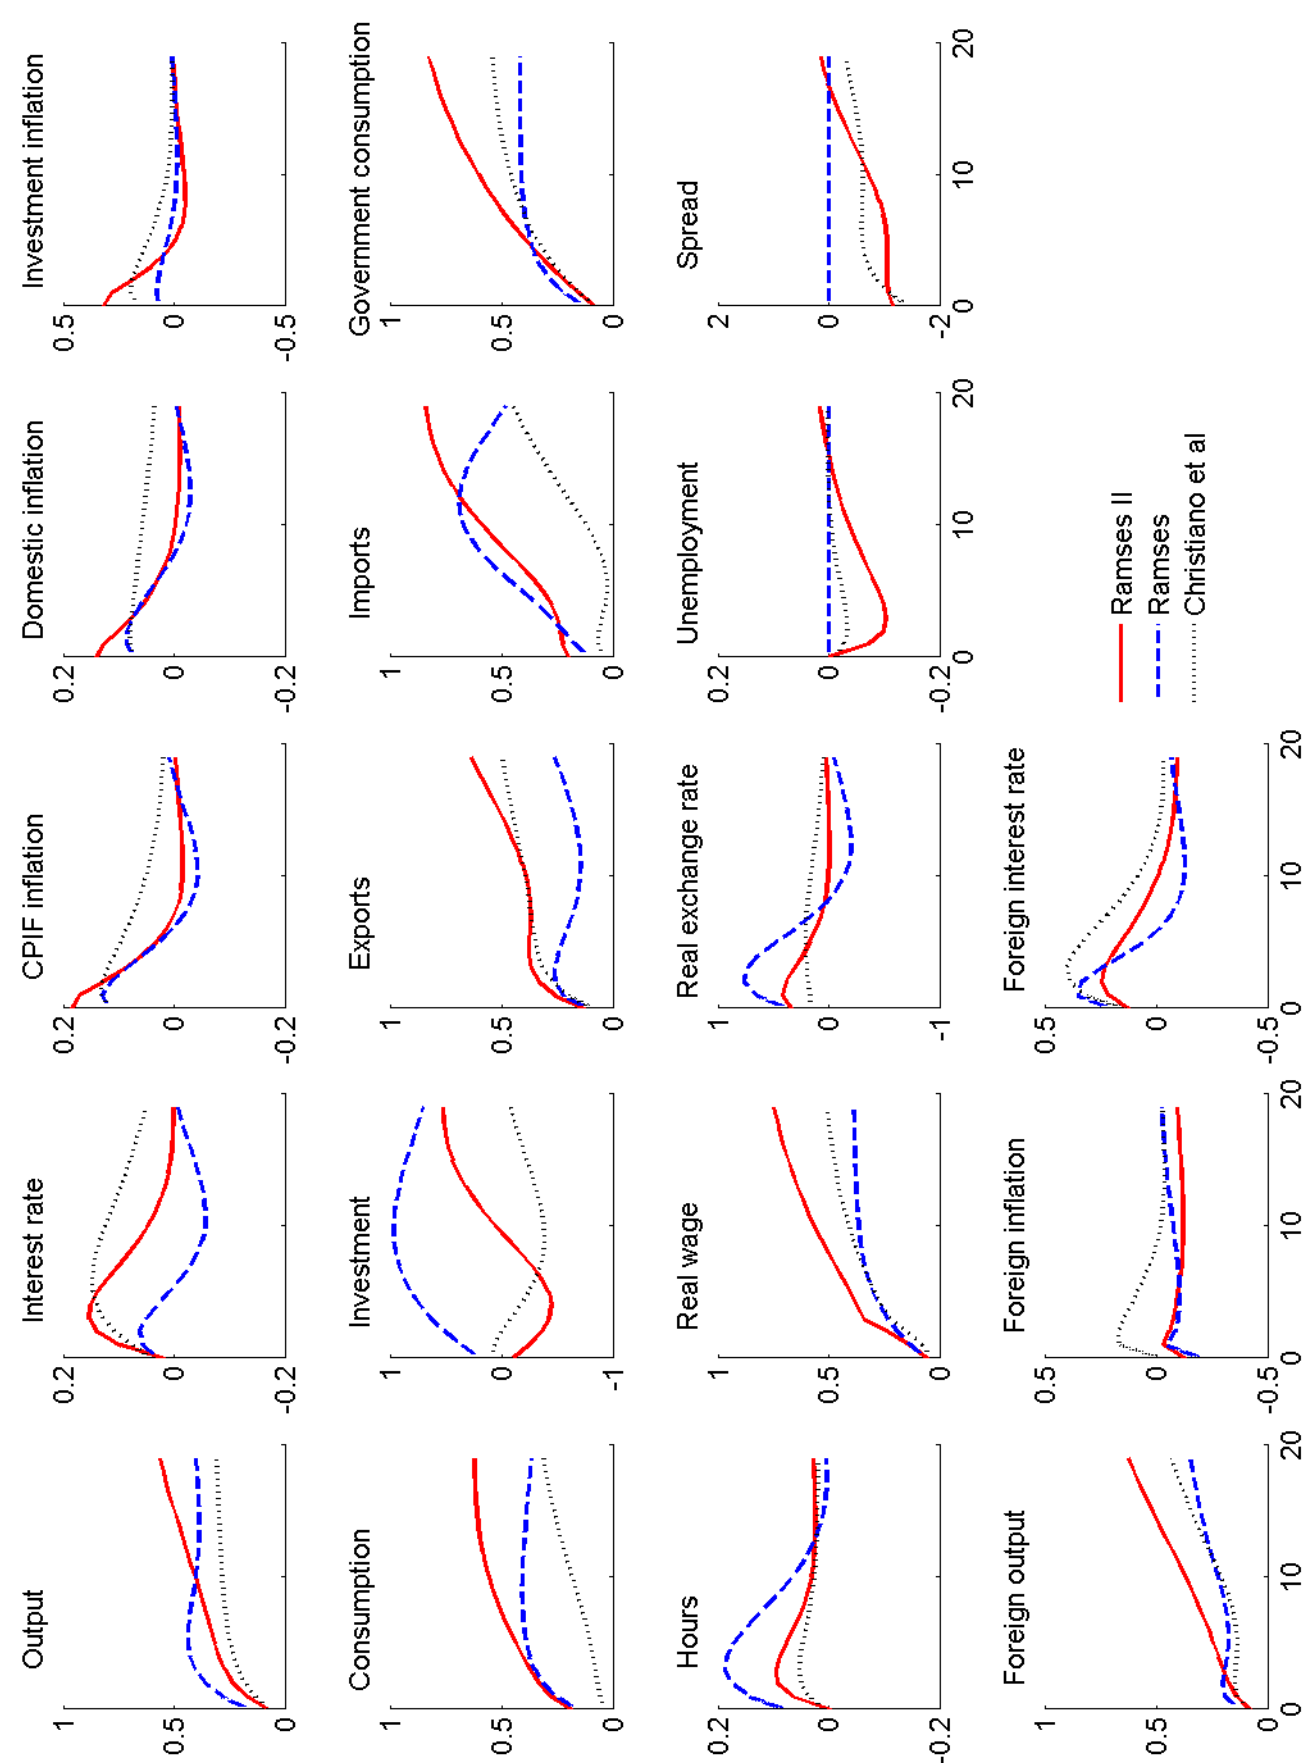 Output
1
0.5
0
Interest rate
0.2
0
-0.2
CPIF inflation
0.2
0
-0.2
Domestic inflation
0.2
0
-0.2
Investment inflation
0.5
0
-0.5
Consumption
1
0.5
0
Investment
1
0
-1
Exports
1
0.5
0
Imports
1
0.5
0
Government consumption
1
0.5
0
Hours
0.2
0
-0.2
Real wage
1
0.5
0
Real exchange rate
1
0
-1
Unemployment
0.2
0
-0.2
0 10 20
Spread
2
0
-2
0 10 20
Foreign output
1
0.5
0
0 10 20
Foreign inflation
0.5
0
-0.5
0 10 20
Foreign interest rate
0.5
0
-0.5
0 10 20
Ramses II
Ramses
Christiano et al